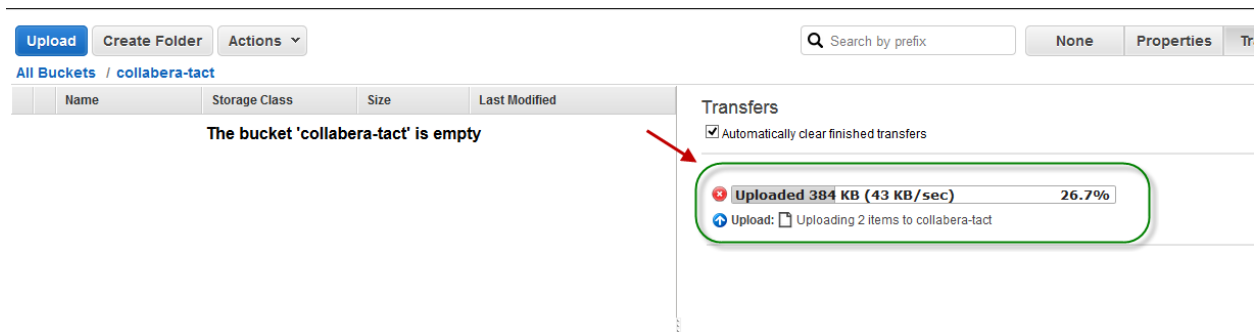 Upload Create Folder Actions Search by prefix None Properties Tr
All Buckets / collabera-tact
Name Storage Class Size Last Modified
The bucket 'collabera-tact' is empty
Transfers
Automatically clear finished transfers
Uploaded 384 KB (43 KB/sec) 26.7%
Upload: Uploading 2 items to collabera-tact